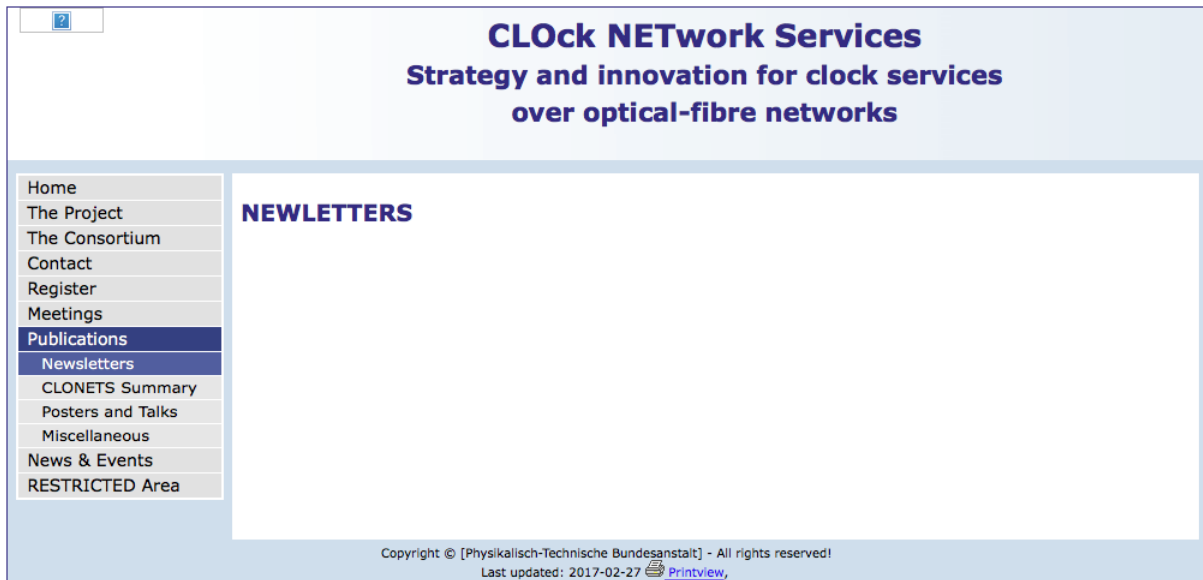 CLOck NETwork Services
Strategy and innovation for clock services
over optical-fibre networks
Home
The Project
The Consortium
Contact
Register
Meetings
Publications
Newsletters
CLONETS Summary
Posters and Talks
Miscellaneous
News & Events
RESTRICTED Area
NEWLETTERS
Copyright © [Physikalisch-Technische Bundesanstalt] - All rights reserved!
Last updated: 2017-02-27 Printview,